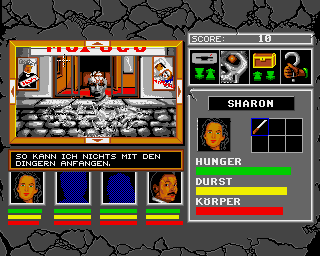 SCORE: 10
SHARON
SO KANN ICH NICHTS MIT DEN
DINGERN ANFANGEN.
HUNGER
DURST
KÖRPER